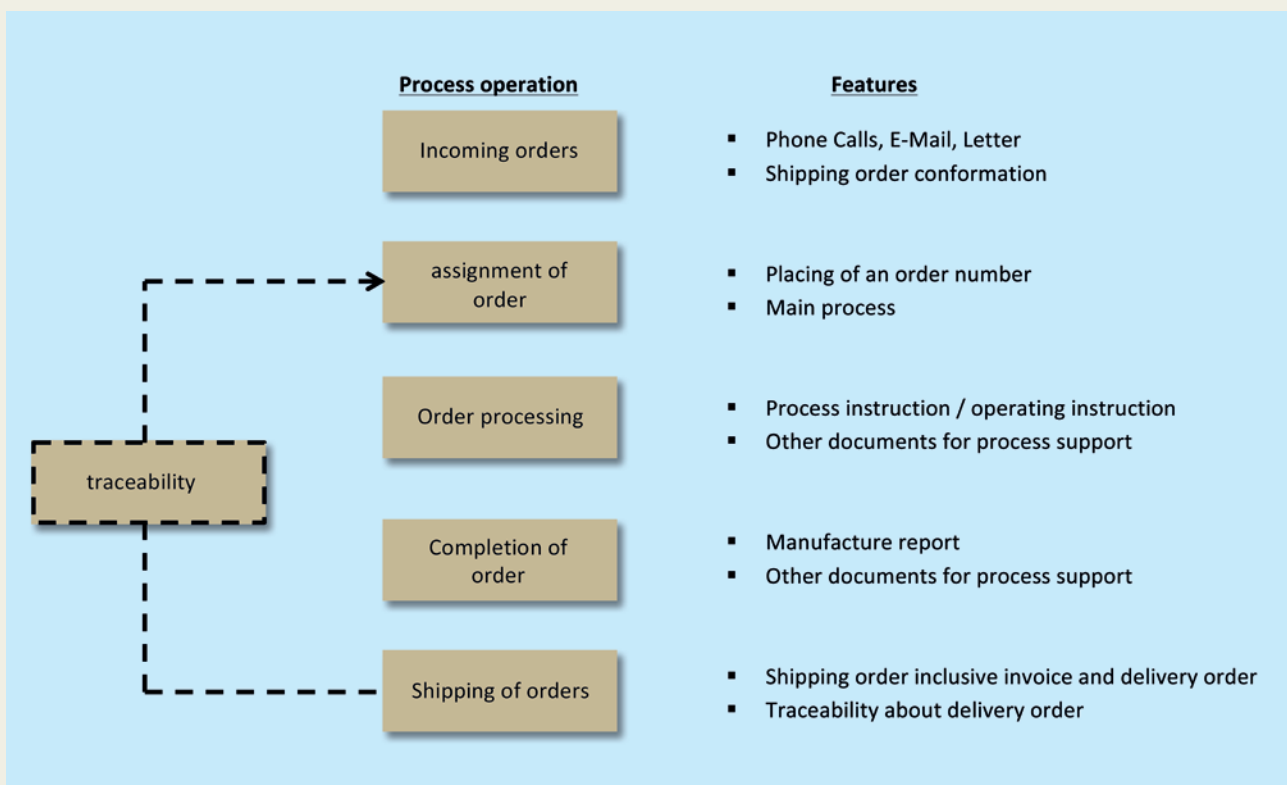 Process operation
Features
Incoming orders
▪ Phone Calls, E-Mail, Letter
▪ Shipping order conformation
assignment of
order
▪ Placing of an order number
▪ Main process
Order processing
▪ Process instruction / operating instruction
▪ Other documents for process support
traceability
Completion of
order
▪ Manufacture report
▪ Other documents for process support
Shipping of orders
▪ Shipping order inclusive invoice and delivery order
▪ Traceability about delivery order